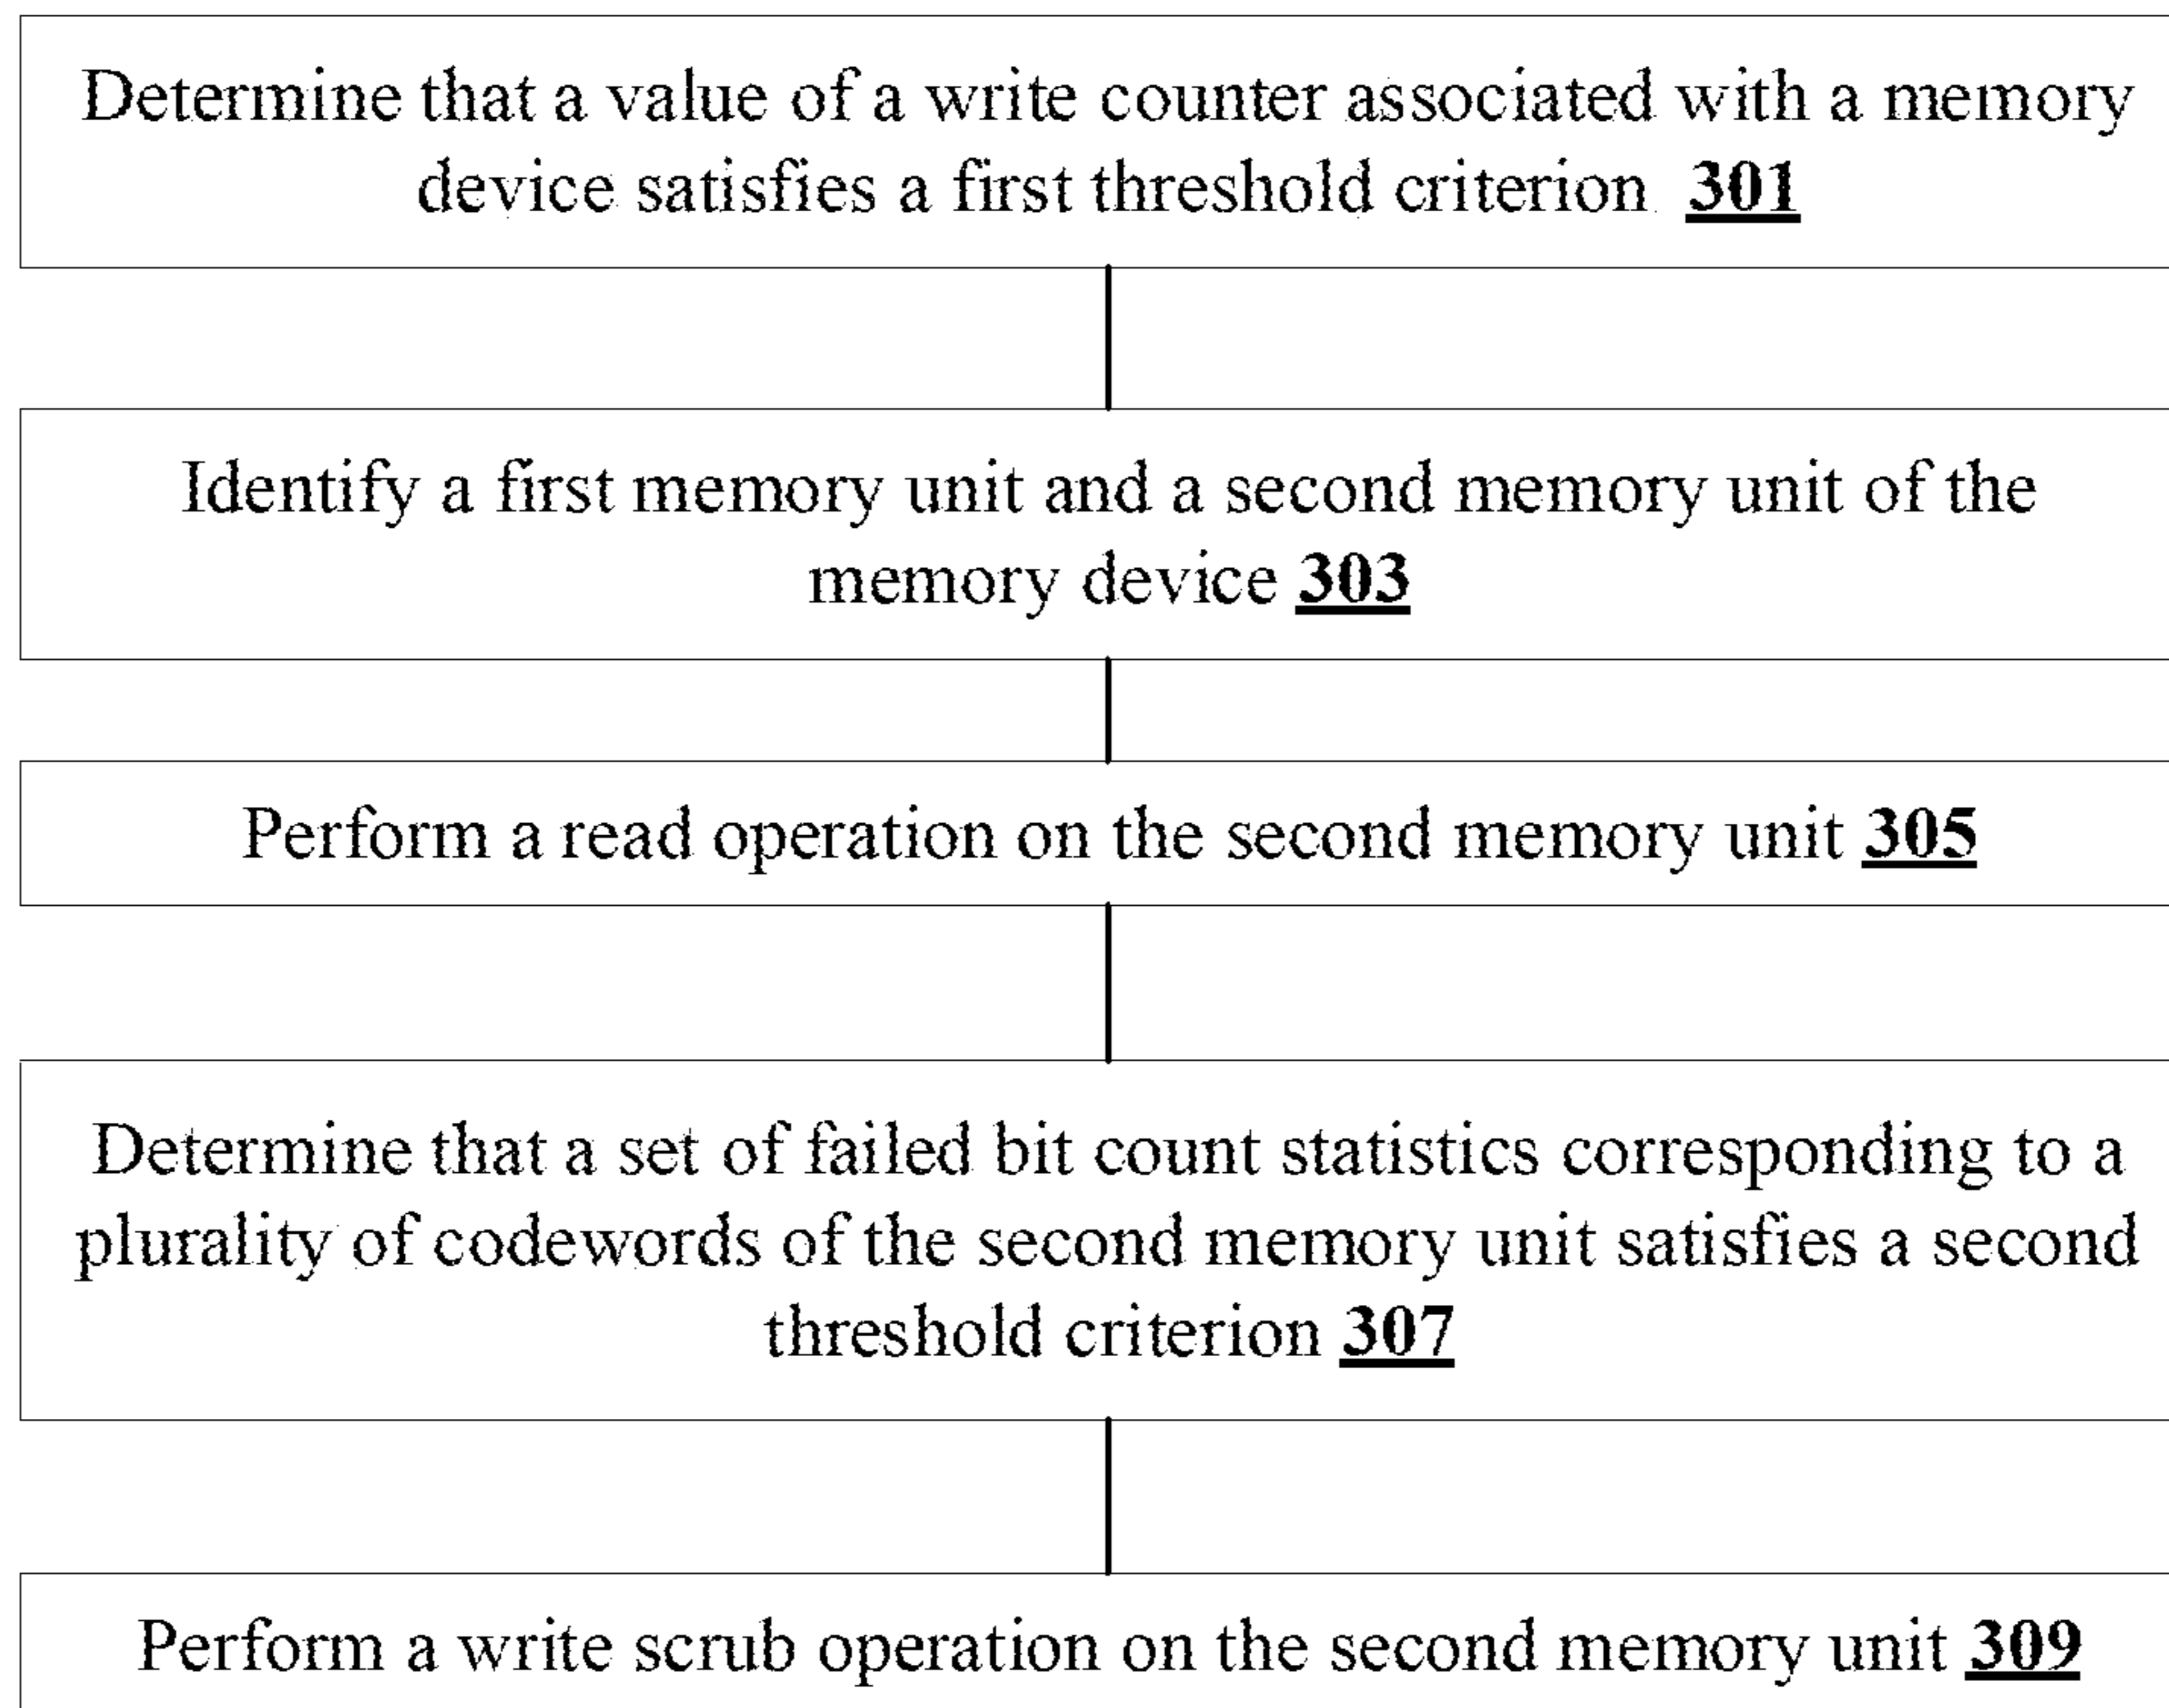 Determine that a value of a write counter associated with a memory
device satisfies a first threshold criterion 301
Identify a first memory unit and a second memory unit of the
memory device 303
Perform a read operation on the second memory unit 305
Determine that a set of failed bit count statistics corresponding to a
plurality of codewords of the second memory unit satisfies a second
threshold criterion 307
Perform a write scrub operation on the second memory unit 309